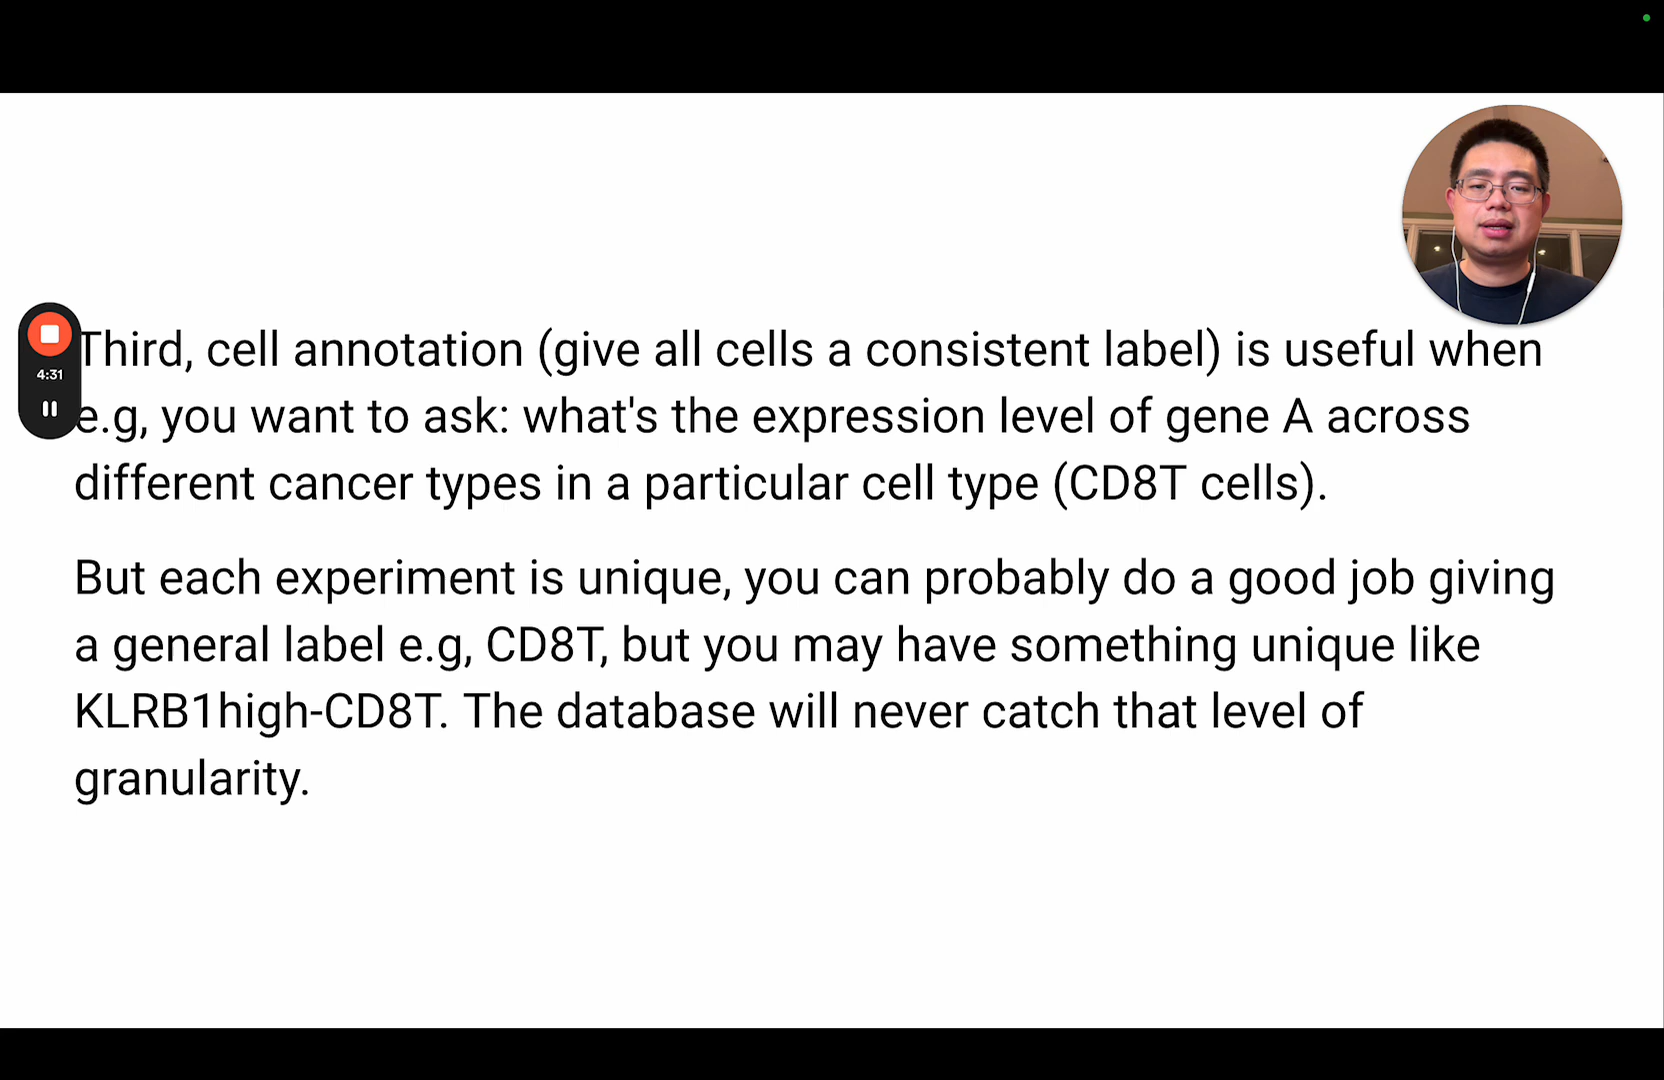 Third, cell annotation (give all cells a consistent label) is useful when
4:31
e.g, you want to ask: what's the expression level of gene A across
different cancer types in a particular cell type (CD8T cells).
But each experiment is unique, you can probably do a good job giving
a general label e.g, CD8T, but you may have something unique like
KLRB1high-CD8T. The database will never catch that level of
granularity.